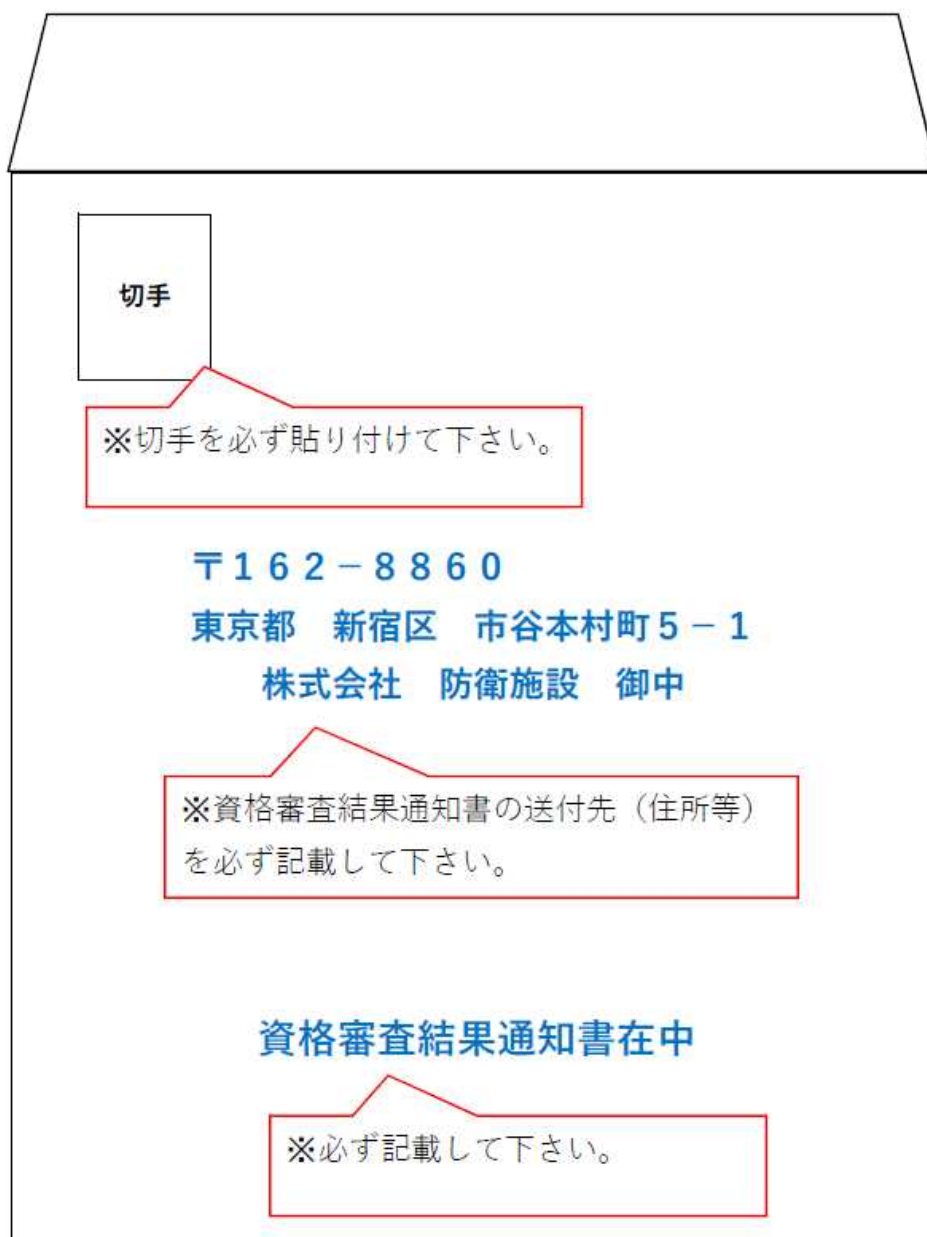 切手
※切手を必ず貼り付けて下さい。
〒１６２－８８６０
東京都　新宿区　市谷本村町５－１
株式会社　防衛施設　御中
※資格審査結果通知書の送付先（住所等）
を必ず記載して下さい。
資格審査結果通知書在中
※必ず記載して下さい。